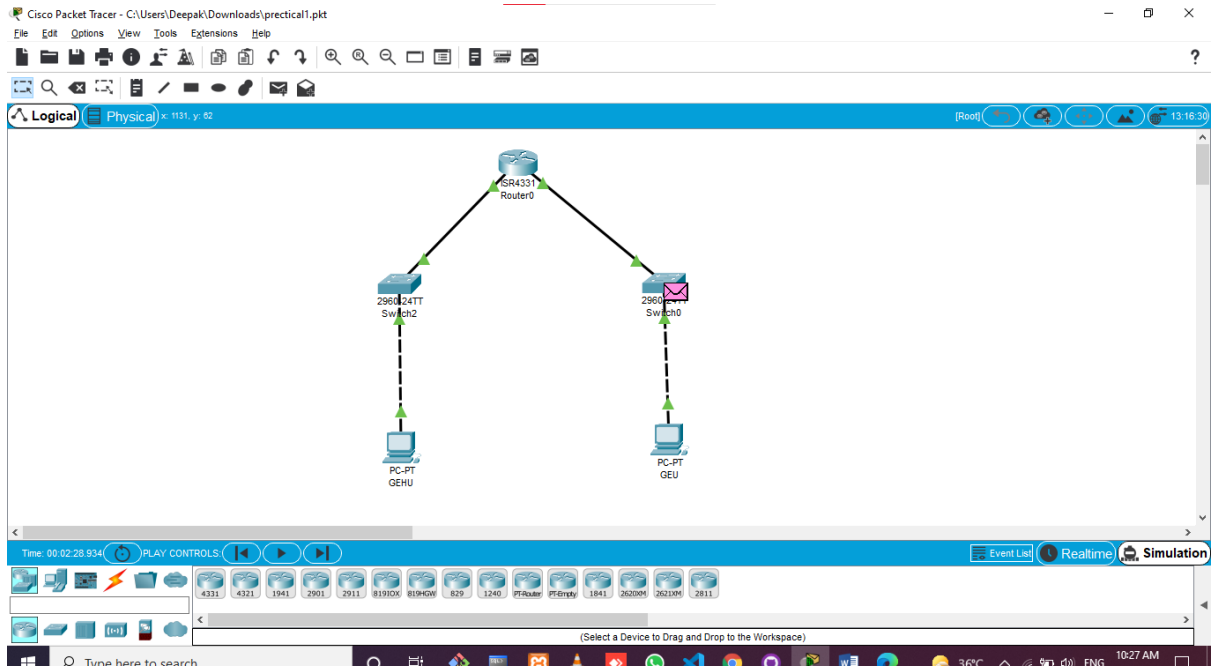 Cisco Packet Tracer - C:\Users\Deepak\Downloads\prectical1.pkt
File Edit Options View Tools Extensions Help
?
Logical Physical x: 1131, y: 62 [Root] 13:16:30
ISR4331
Router0
2960-24TT
Switch2
2960-24TT
Switch0
PC-PT
GEHU
PC-PT
GEU
Time: 00:02:28.934 PLAY CONTROLS: Event List Realtime Simulation
4331 4321 1941 2901 2911 819IOX 819HGW 829 1240 PT-Router PT-Empty 1841 2620XM 2621XM 2811
(Select a Device to Drag and Drop to the Workspace)
Type here to search 36°C ENG 10:27 AM